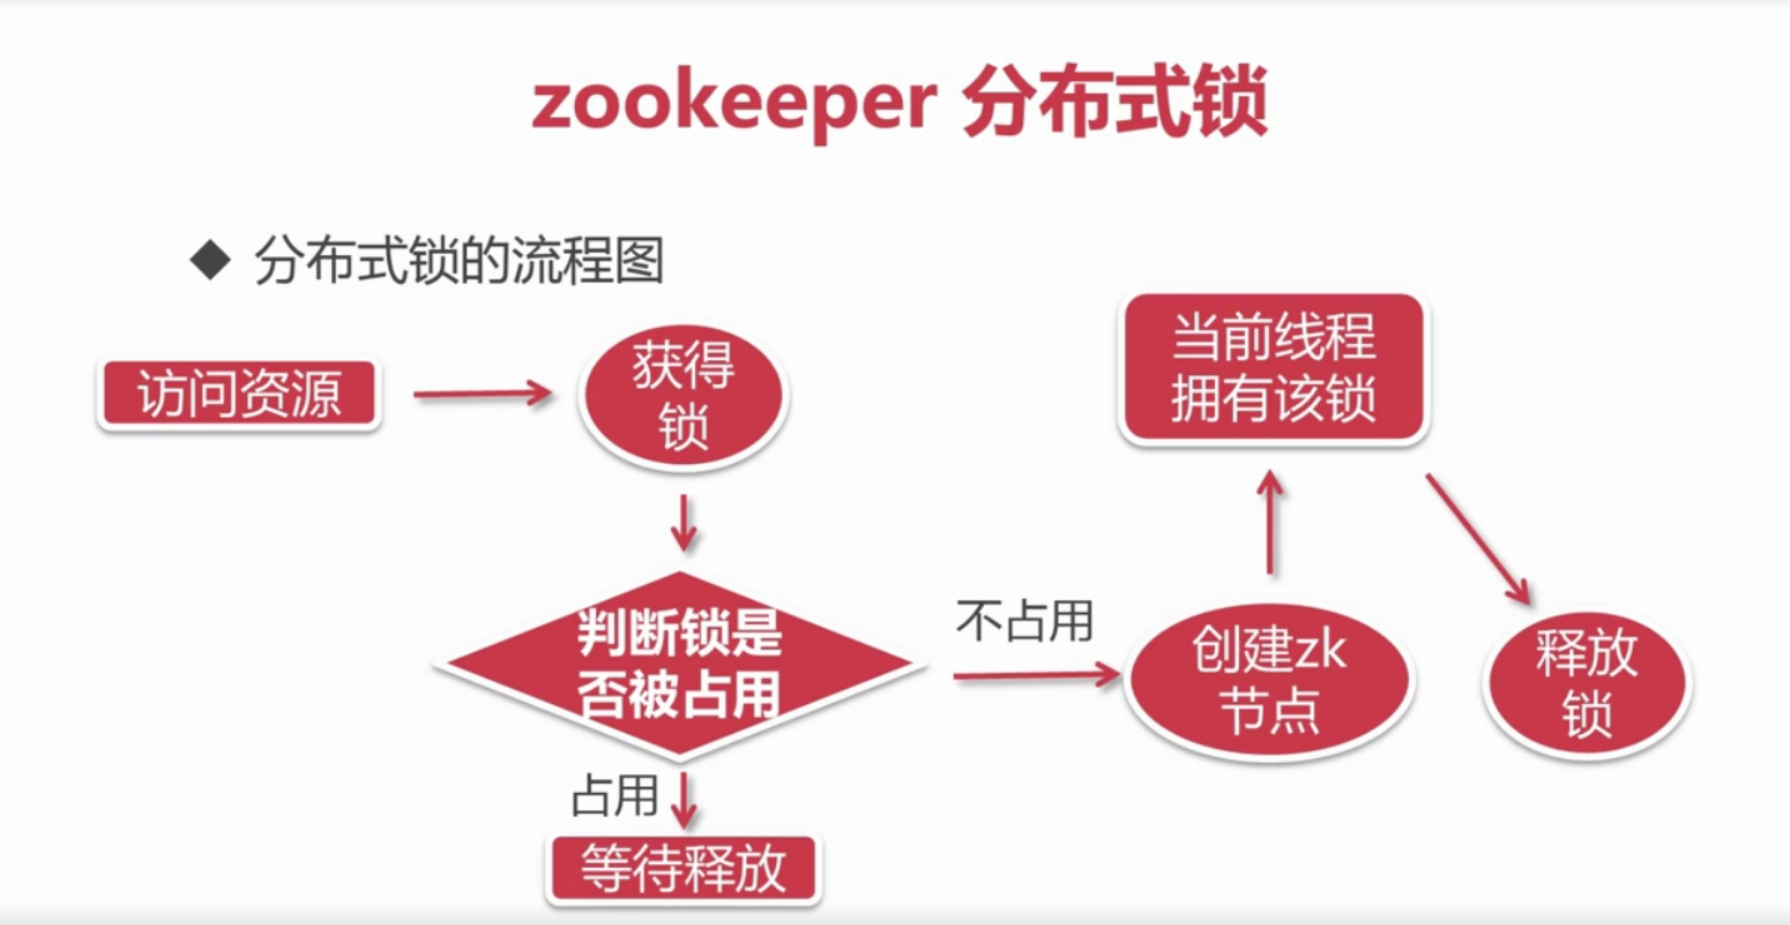 zookeeper 分布式锁
◆ 分布式锁的流程图
访问资源
获得
锁
判断锁是
否被占用
占用
等待释放
不占用
创建zk
节点
当前线程
拥有该锁
释放
锁